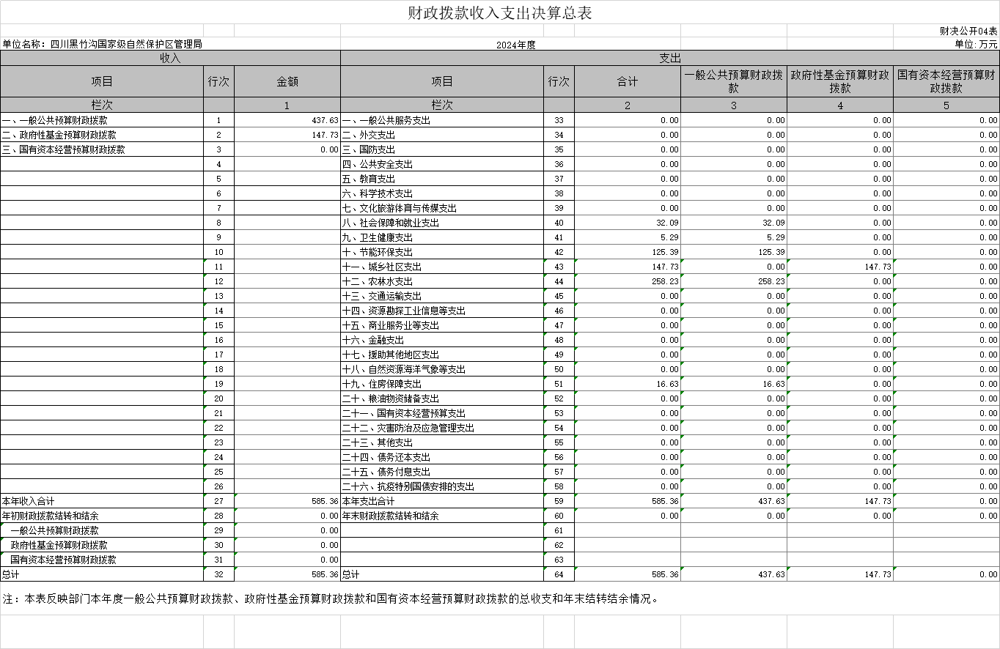 财政拨款收入支出决算总表
财决公开04表
单位名称：四川黑竹沟国家级自然保护区管理局 2024年度 单位:万元
收入 支出
项目 行次 金额 项目 行次 合计 一般公共预算财政拨款 政府性基金预算财政拨款 国有资本经营预算财政拨款
栏次 1 栏次 2 3 4 5
一、一般公共预算财政拨款 1 437.63 一、一般公共服务支出 33 0.00 0.00 0.00 0.00
二、政府性基金预算财政拨款 2 147.73 二、外交支出 34 0.00 0.00 0.00 0.00
三、国有资本经营预算财政拨款 3 0.00 三、国防支出 35 0.00 0.00 0.00 0.00
4 四、公共安全支出 36 0.00 0.00 0.00 0.00
5 五、教育支出 37 0.00 0.00 0.00 0.00
6 六、科学技术支出 38 0.00 0.00 0.00 0.00
7 七、文化旅游体育与传媒支出 39 0.00 0.00 0.00 0.00
8 八、社会保障和就业支出 40 32.09 32.09 0.00 0.00
9 九、卫生健康支出 41 5.29 5.29 0.00 0.00
10 十、节能环保支出 42 125.39 125.39 0.00 0.00
11 十一、城乡社区支出 43 147.73 0.00 147.73 0.00
12 十二、农林水支出 44 258.23 258.23 0.00 0.00
13 十三、交通运输支出 45 0.00 0.00 0.00 0.00
14 十四、资源勘探工业信息等支出 46 0.00 0.00 0.00 0.00
15 十五、商业服务业等支出 47 0.00 0.00 0.00 0.00
16 十六、金融支出 48 0.00 0.00 0.00 0.00
17 十七、援助其他地区支出 49 0.00 0.00 0.00 0.00
18 十八、自然资源海洋气象等支出 50 0.00 0.00 0.00 0.00
19 十九、住房保障支出 51 16.63 16.63 0.00 0.00
20 二十、粮油物资储备支出 52 0.00 0.00 0.00 0.00
21 二十一、国有资本经营预算支出 53 0.00 0.00 0.00 0.00
22 二十二、灾害防治及应急管理支出 54 0.00 0.00 0.00 0.00
23 二十三、其他支出 55 0.00 0.00 0.00 0.00
24 二十四、债务还本支出 56 0.00 0.00 0.00 0.00
25 二十五、债务付息支出 57 0.00 0.00 0.00 0.00
26 二十六、抗疫特别国债安排的支出 58 0.00 0.00 0.00 0.00
本年收入合计 27 585.36 本年支出合计 59 585.36 437.63 147.73 0.00
年初财政拨款结转和结余 28 0.00 年末财政拨款结转和结余 60 0.00 0.00 0.00 0.00
一般公共预算财政拨款 29 0.00 61
政府性基金预算财政拨款 30 0.00 62
国有资本经营预算财政拨款 31 0.00 63
总计 32 585.36 总计 64 585.36 437.63 147.73 0.00
注：本表反映部门本年度一般公共预算财政拨款、政府性基金预算财政拨款和国有资本经营预算财政拨款的总收支和年末结转结余情况。